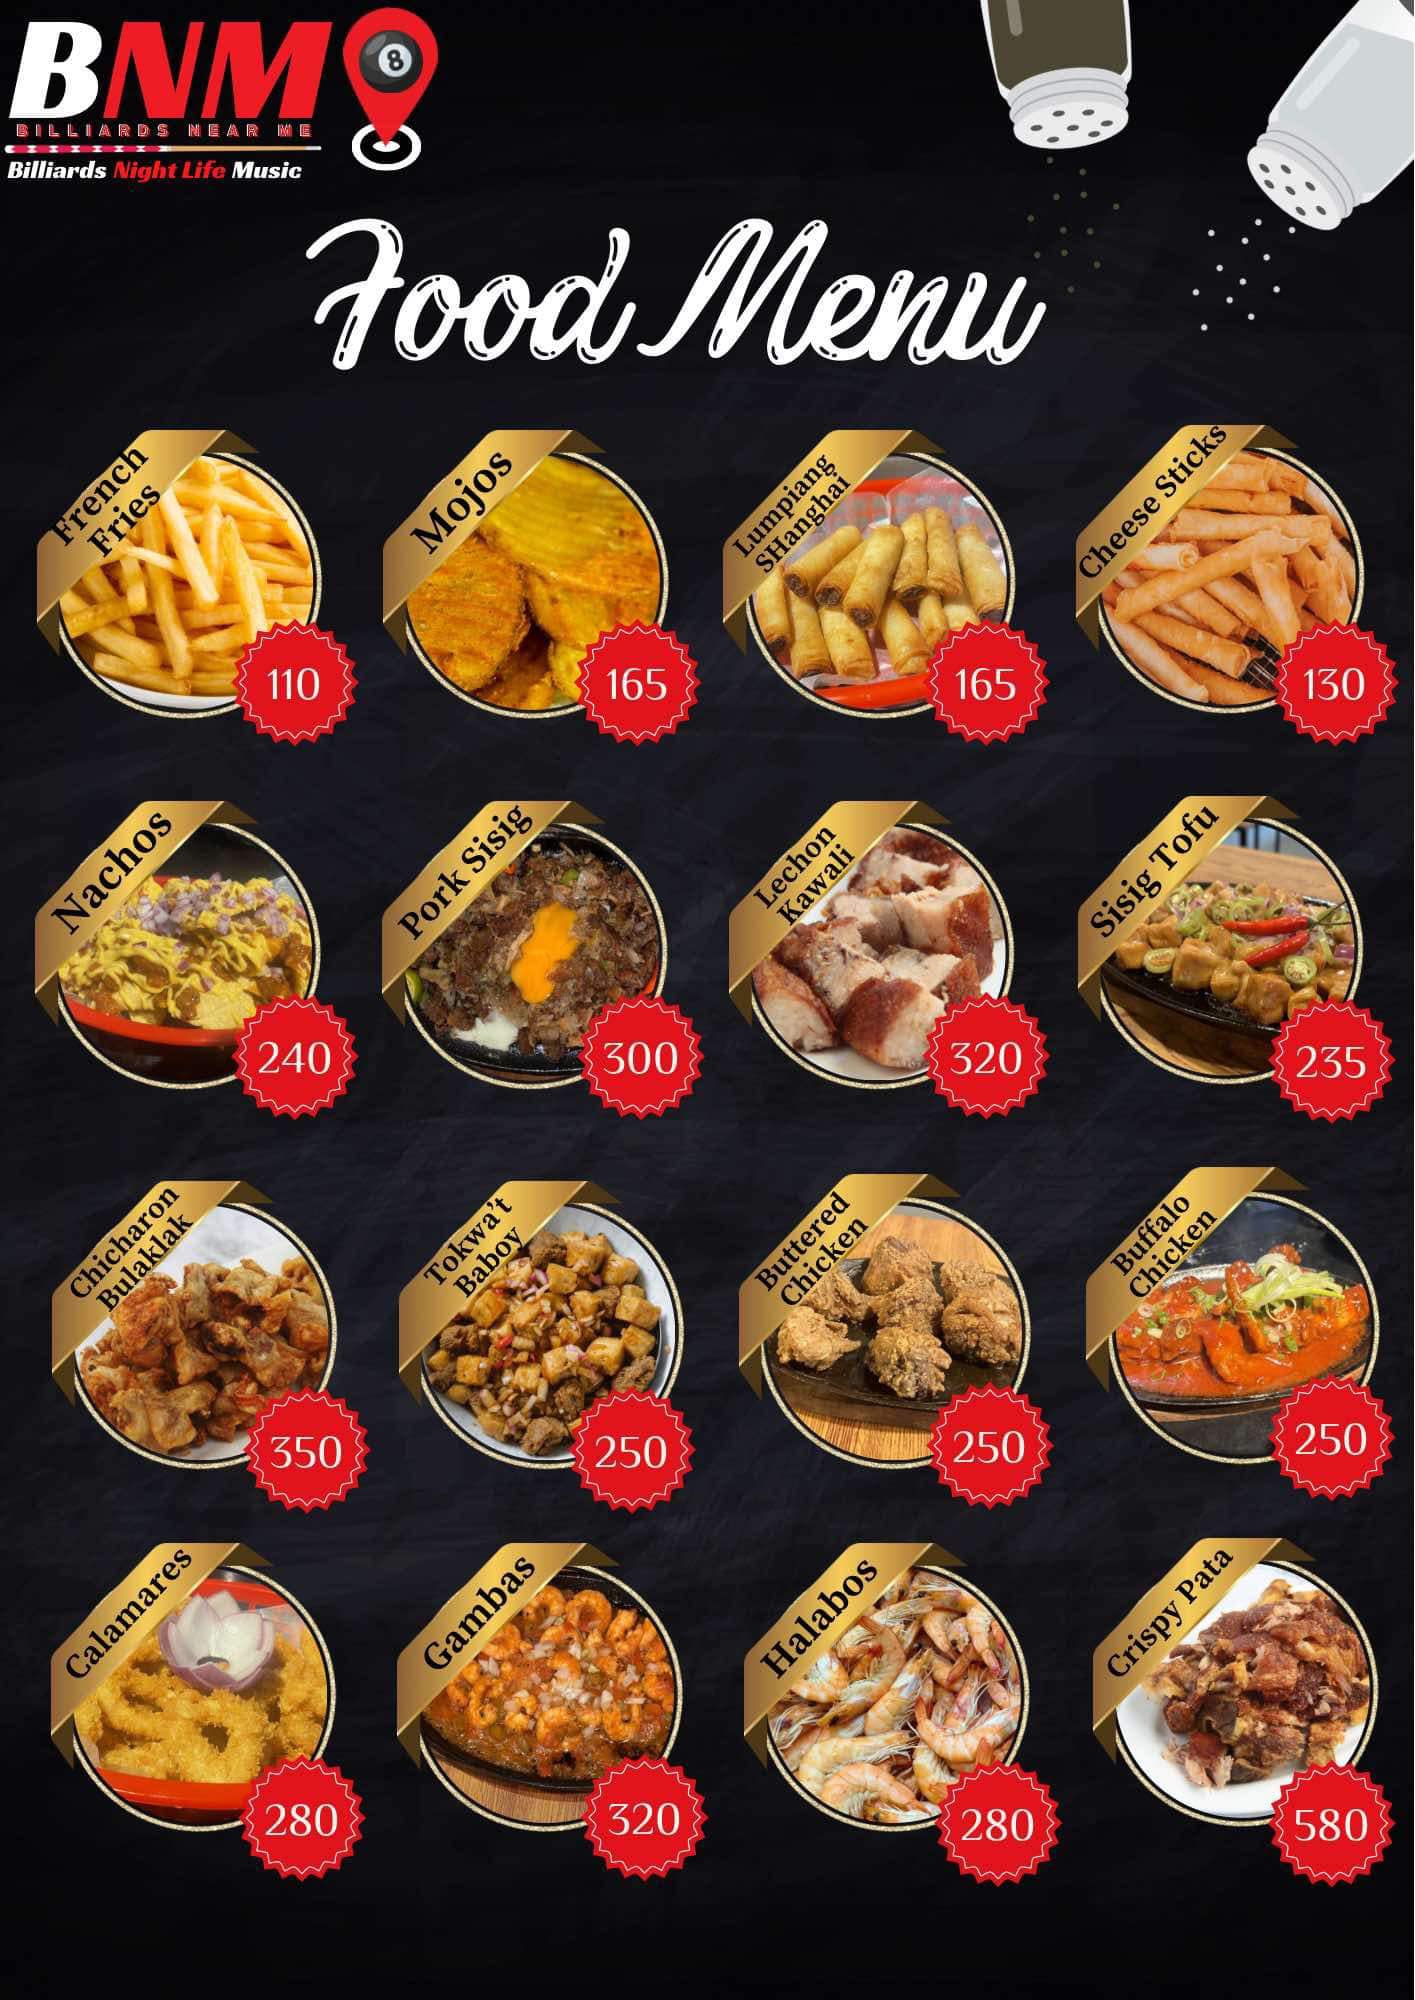 BNM
8
BILLIARDS NEAR ME
Billiards Night Life Music
Food Menu
French
Fries
110
Mojos
165
Lumpiang
SHanghai
165
Cheese Sticks
130
Nachos
240
Pork Sisig
300
Lechon
Kawali
320
Sisig Tofu
235
Chicharon
Bulaklak
350
Tokwa't
Baboy
250
Buttered
Chicken
250
Buffalo
Chicken
250
Calamares
280
Gambas
320
Halabos
280
Crispy Pata
580